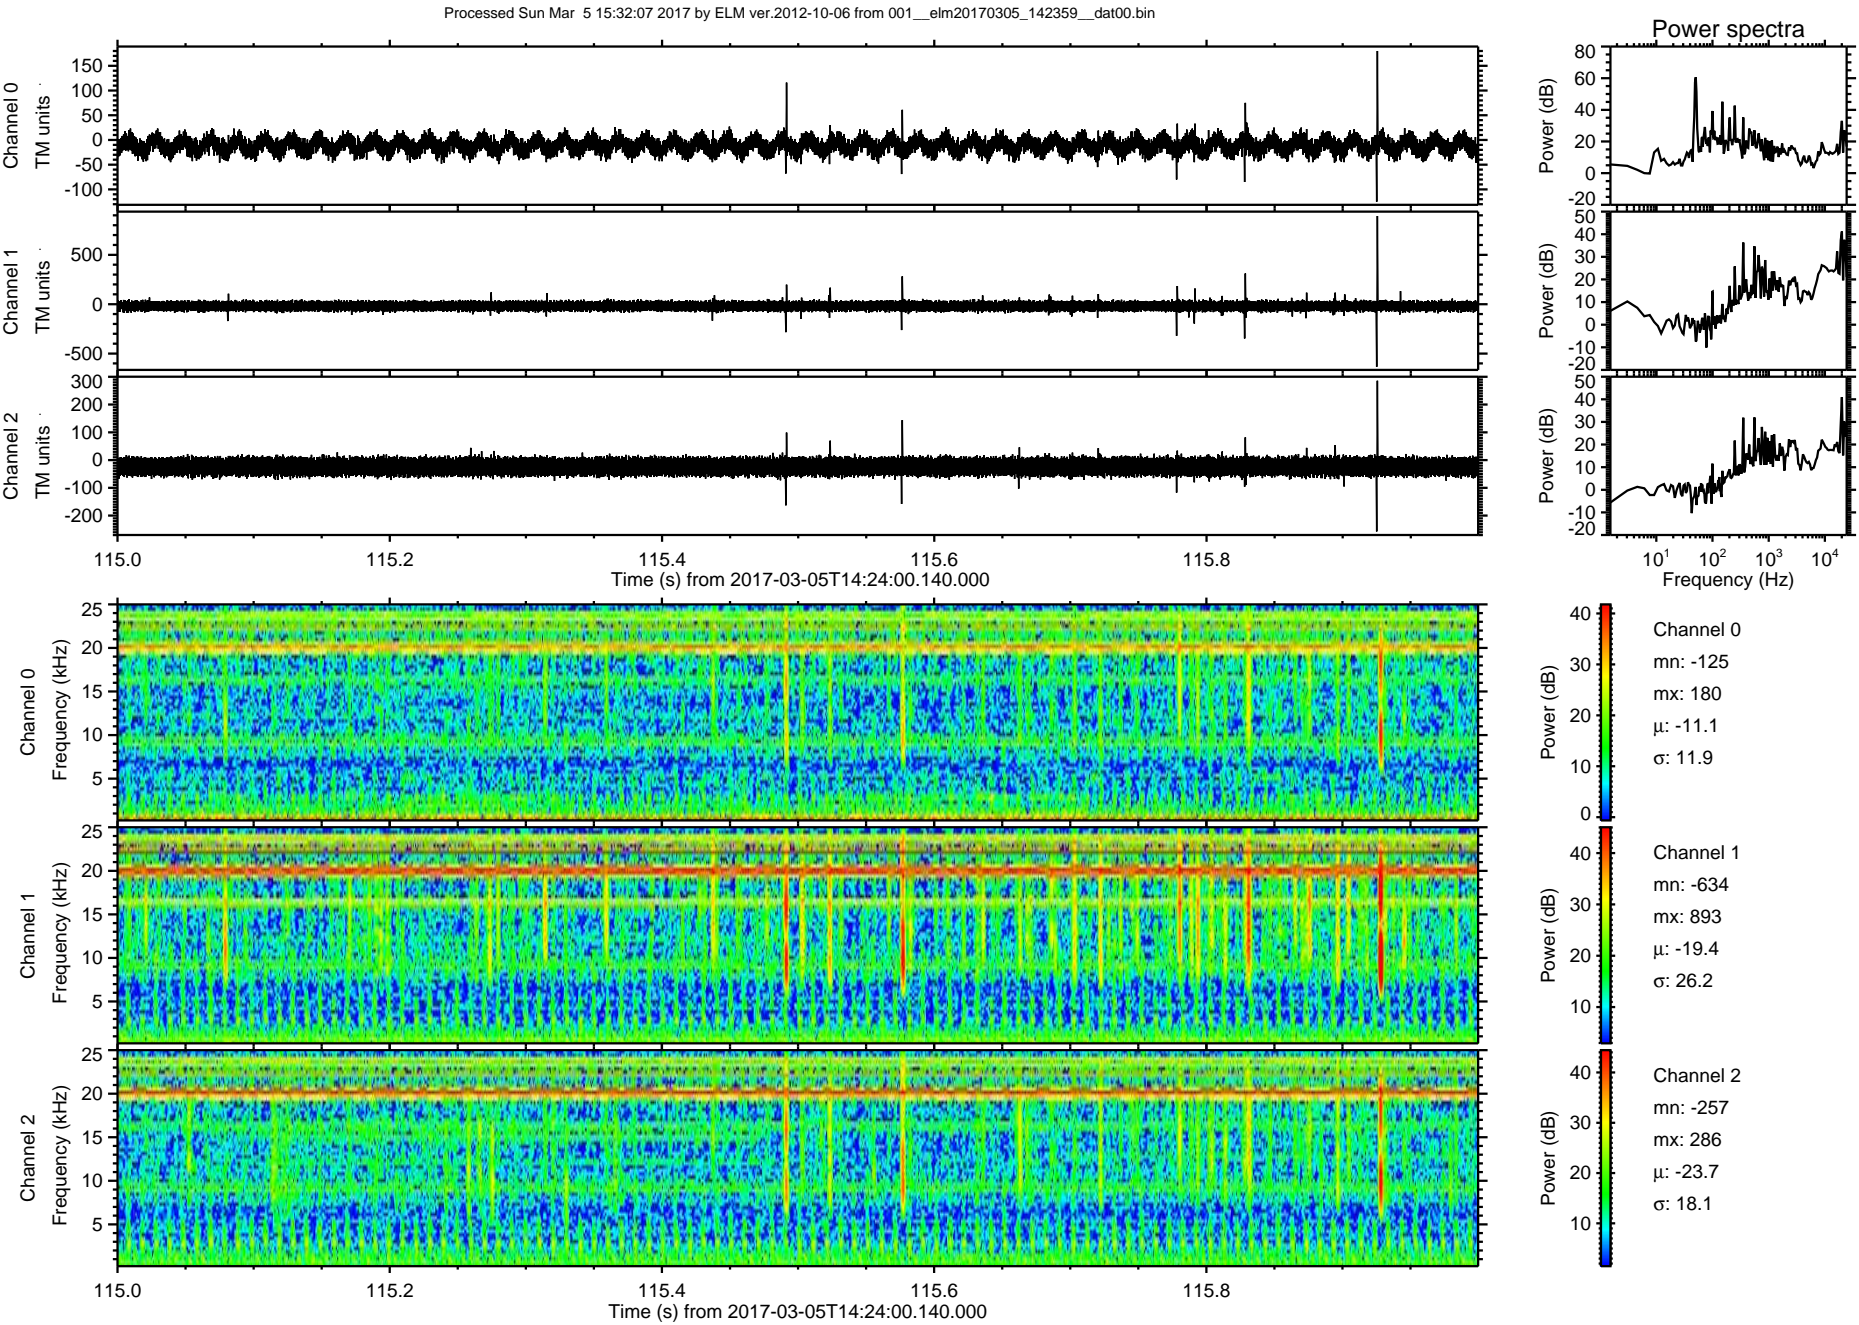 Processed Sun Mar 5 15:32:07 2017 by ELM ver.2012-10-06 from 001__elm20170305_142359__dat00.bin
Power spectra
Channel 0
TM units
150
100
50
0
-50
-100
Power (dB)
80
60
40
20
0
-20
Channel 1
TM units
500
0
-500
Power (dB)
50
40
30
20
10
0
-10
-20
Channel 2
TM units
300
200
100
0
-100
-200
Power (dB)
50
40
30
20
10
0
-10
-20
115.0 115.2 115.4 115.6 115.8
Time (s) from 2017-03-05T14:24:00.140.000
10¹ 10² 10³ 10⁴
Frequency (Hz)
Channel 0
Frequency (kHz)
25
20
15
10
5
Power (dB)
40
30
20
10
0
Channel 0
mn: -125
mx: 180
μ: -11.1
σ: 11.9
Channel 1
Frequency (kHz)
25
20
15
10
5
Power (dB)
40
30
20
10
Channel 1
mn: -634
mx: 893
μ: -19.4
σ: 26.2
Channel 2
Frequency (kHz)
25
20
15
10
5
Power (dB)
40
30
20
10
Channel 2
mn: -257
mx: 286
μ: -23.7
σ: 18.1
115.0 115.2 115.4 115.6 115.8
Time (s) from 2017-03-05T14:24:00.140.000